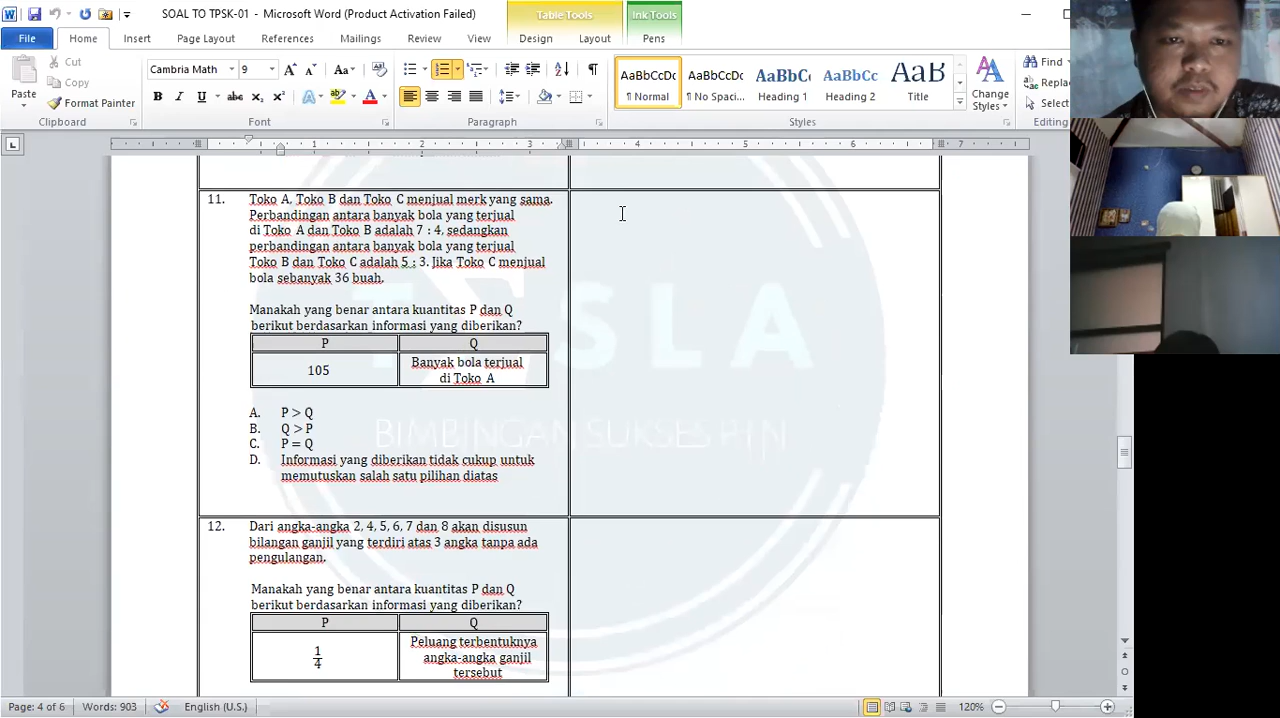 SOAL TO TPSK-01 - Microsoft Word (Product Activation Failed)
Table Tools
Ink Tools
File
Home
Insert
Page Layout
References
Mailings
Review
View
Design
Layout
Pens
Paste
Cut
Copy
Format Painter
Clipboard
Cambria Math
9
Font
Paragraph
AaBbCcDc
¶ Normal
AaBbCcDc
¶ No Spaci...
AaBbC
Heading 1
AaBbCc
Heading 2
AaB
Title
Change
Styles
Styles
Find
Replace
Select
Editing
11. Toko A, Toko B dan Toko C menjual merk yang sama.
Perbandingan antara banyak bola yang terjual
di Toko A dan Toko B adalah 7 : 4, sedangkan
perbandingan antara banyak bola yang terjual
Toko B dan Toko C adalah 5 : 3. Jika Toko C menjual
bola sebanyak 36 buah.
Manakah yang benar antara kuantitas P dan Q
berikut berdasarkan informasi yang diberikan?
P Q
105 Banyak bola terjual
di Toko A
A. P > Q
B. Q > P
C. P = Q
D. Informasi yang diberikan tidak cukup untuk
memutuskan salah satu pilihan diatas
12. Dari angka-angka 2, 4, 5, 6, 7 dan 8 akan disusun
bilangan ganjil yang terdiri atas 3 angka tanpa ada
pengulangan.
Manakah yang benar antara kuantitas P dan Q
berikut berdasarkan informasi yang diberikan?
P Q
1/4 Peluang terbentuknya
angka-angka ganjil
tersebut
TESLA
Page: 4 of 6
Words: 903
English (U.S.)
120%